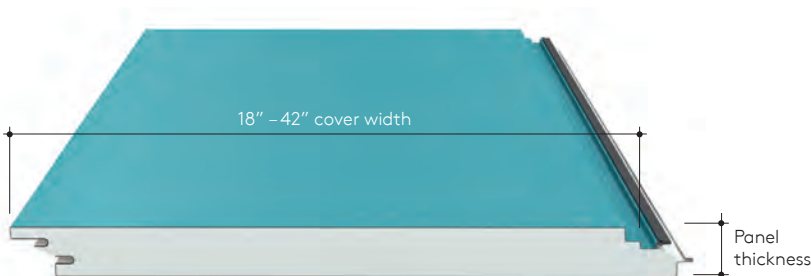 18” – 42” cover width
Panel
thickness